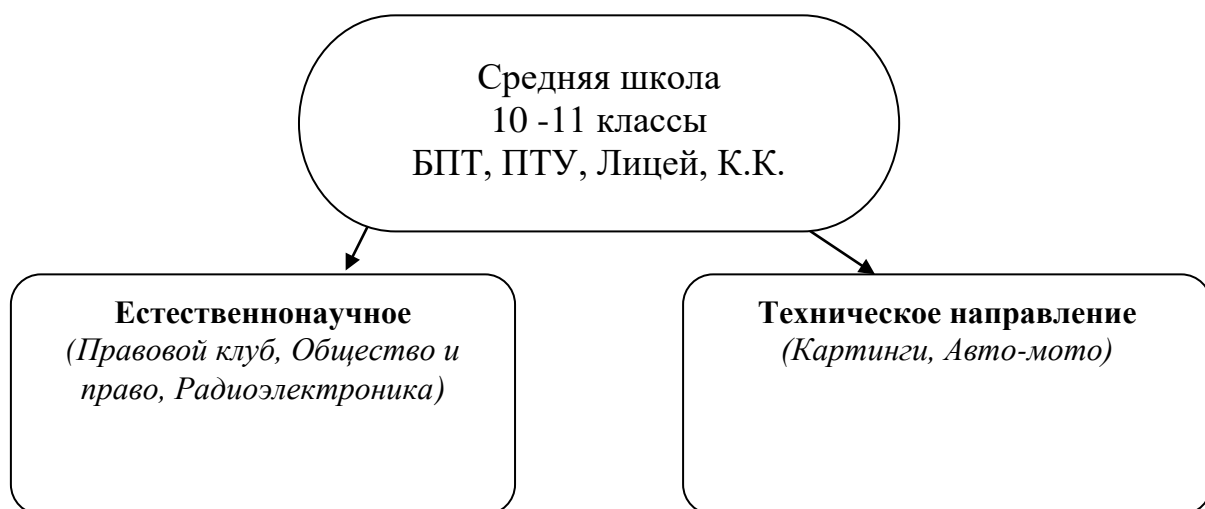 Средняя школа
10 -11 классы
БПТ, ПТУ, Лицей, К.К.
Естественнонаучное
(Правовой клуб, Общество и
право, Радиоэлектроника)
Техническое направление
(Картинги, Авто-мото)